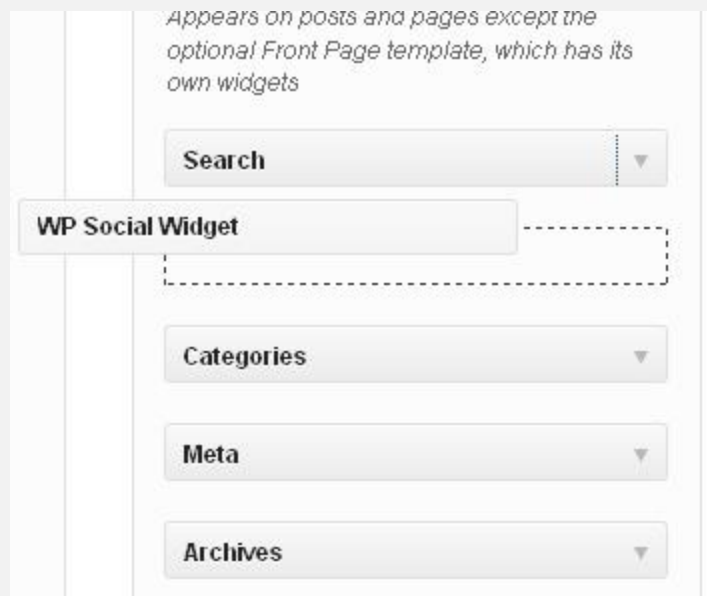 Appears on posts and pages except the
optional Front Page template, which has its
own widgets
Search
WP Social Widget
Categories
Meta
Archives